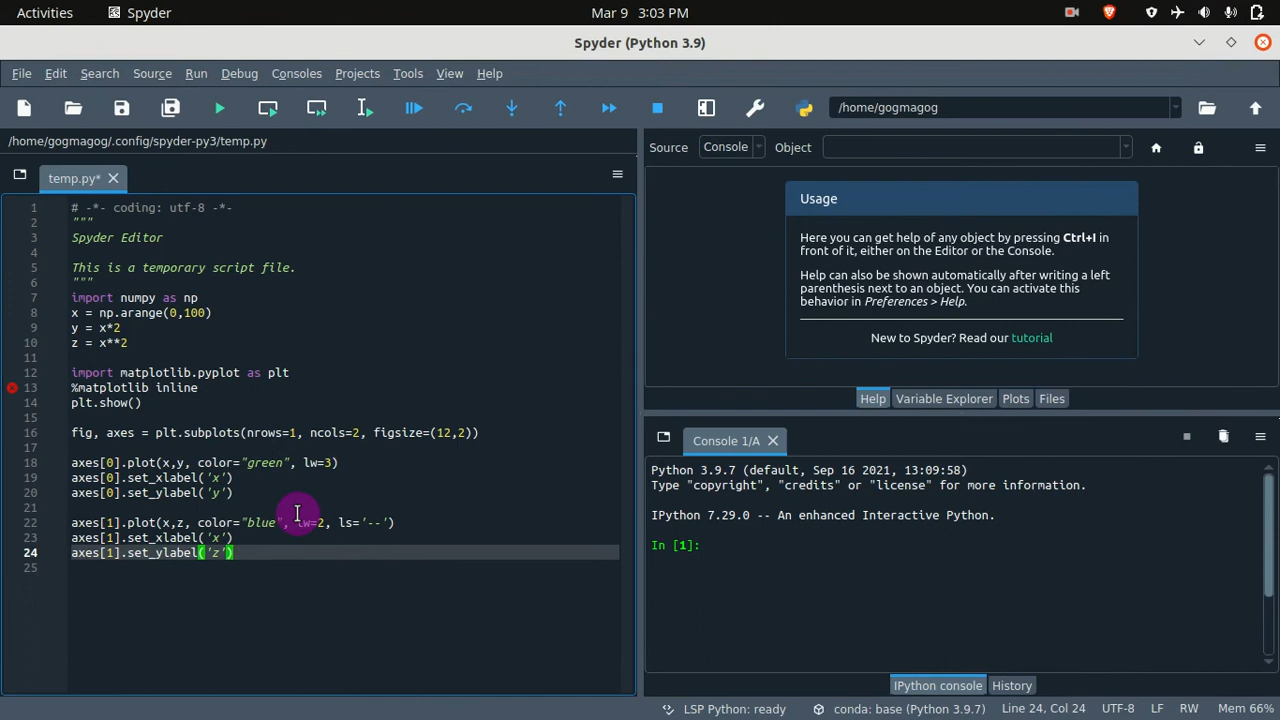 Activities
Spyder
Mar 9 3:03 PM
Spyder (Python 3.9)
File Edit Search Source Run Debug Consoles Projects Tools View Help
/home/gogmagog
/home/gogmagog/.config/spyder-py3/temp.py
Source Console Object
temp.py*
1 # -*- coding: utf-8 -*-
2 """
3 Spyder Editor
4
5 This is a temporary script file.
6 """
7 import numpy as np
8 x = np.arange(0,100)
9 y = x*2
10 z = x**2
11
12 import matplotlib.pyplot as plt
13 %matplotlib inline
14 plt.show()
15
16 fig, axes = plt.subplots(nrows=1, ncols=2, figsize=(12,2))
17
18 axes[0].plot(x,y, color="green", lw=3)
19 axes[0].set_xlabel('x')
20 axes[0].set_ylabel('y')
21
22 axes[1].plot(x,z, color="blue", lw=2, ls='--')
23 axes[1].set_xlabel('x')
24 axes[1].set_ylabel('z')
25
Usage
Here you can get help of any object by pressing Ctrl+I in
front of it, either on the Editor or the Console.
Help can also be shown automatically after writing a left
parenthesis next to an object. You can activate this
behavior in Preferences > Help.
New to Spyder? Read our tutorial
Help Variable Explorer Plots Files
Console 1/A
Python 3.9.7 (default, Sep 16 2021, 13:09:58)
Type "copyright", "credits" or "license" for more information.
IPython 7.29.0 -- An enhanced Interactive Python.
In [1]:
IPython console History
LSP Python: ready conda: base (Python 3.9.7) Line 24, Col 24 UTF-8 LF RW Mem 66%